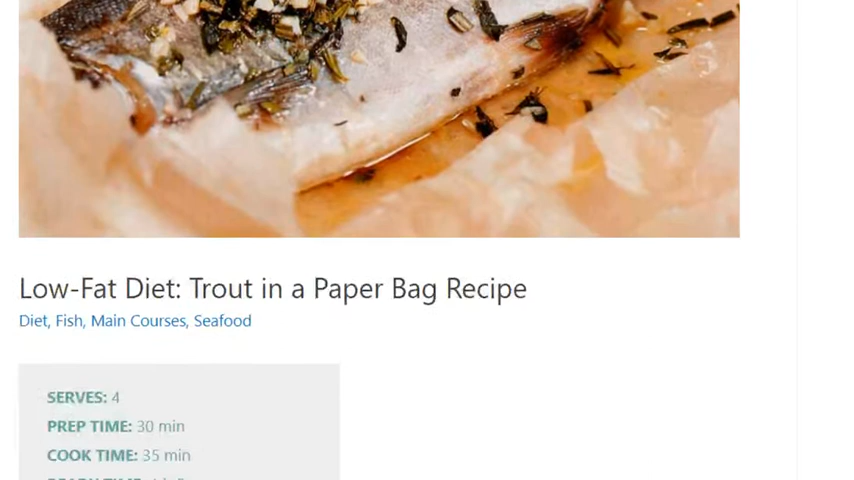 Low-Fat Diet: Trout in a Paper Bag Recipe
Diet, Fish, Main Courses, Seafood
SERVES: 4
PREP TIME: 30 min
COOK TIME: 35 min